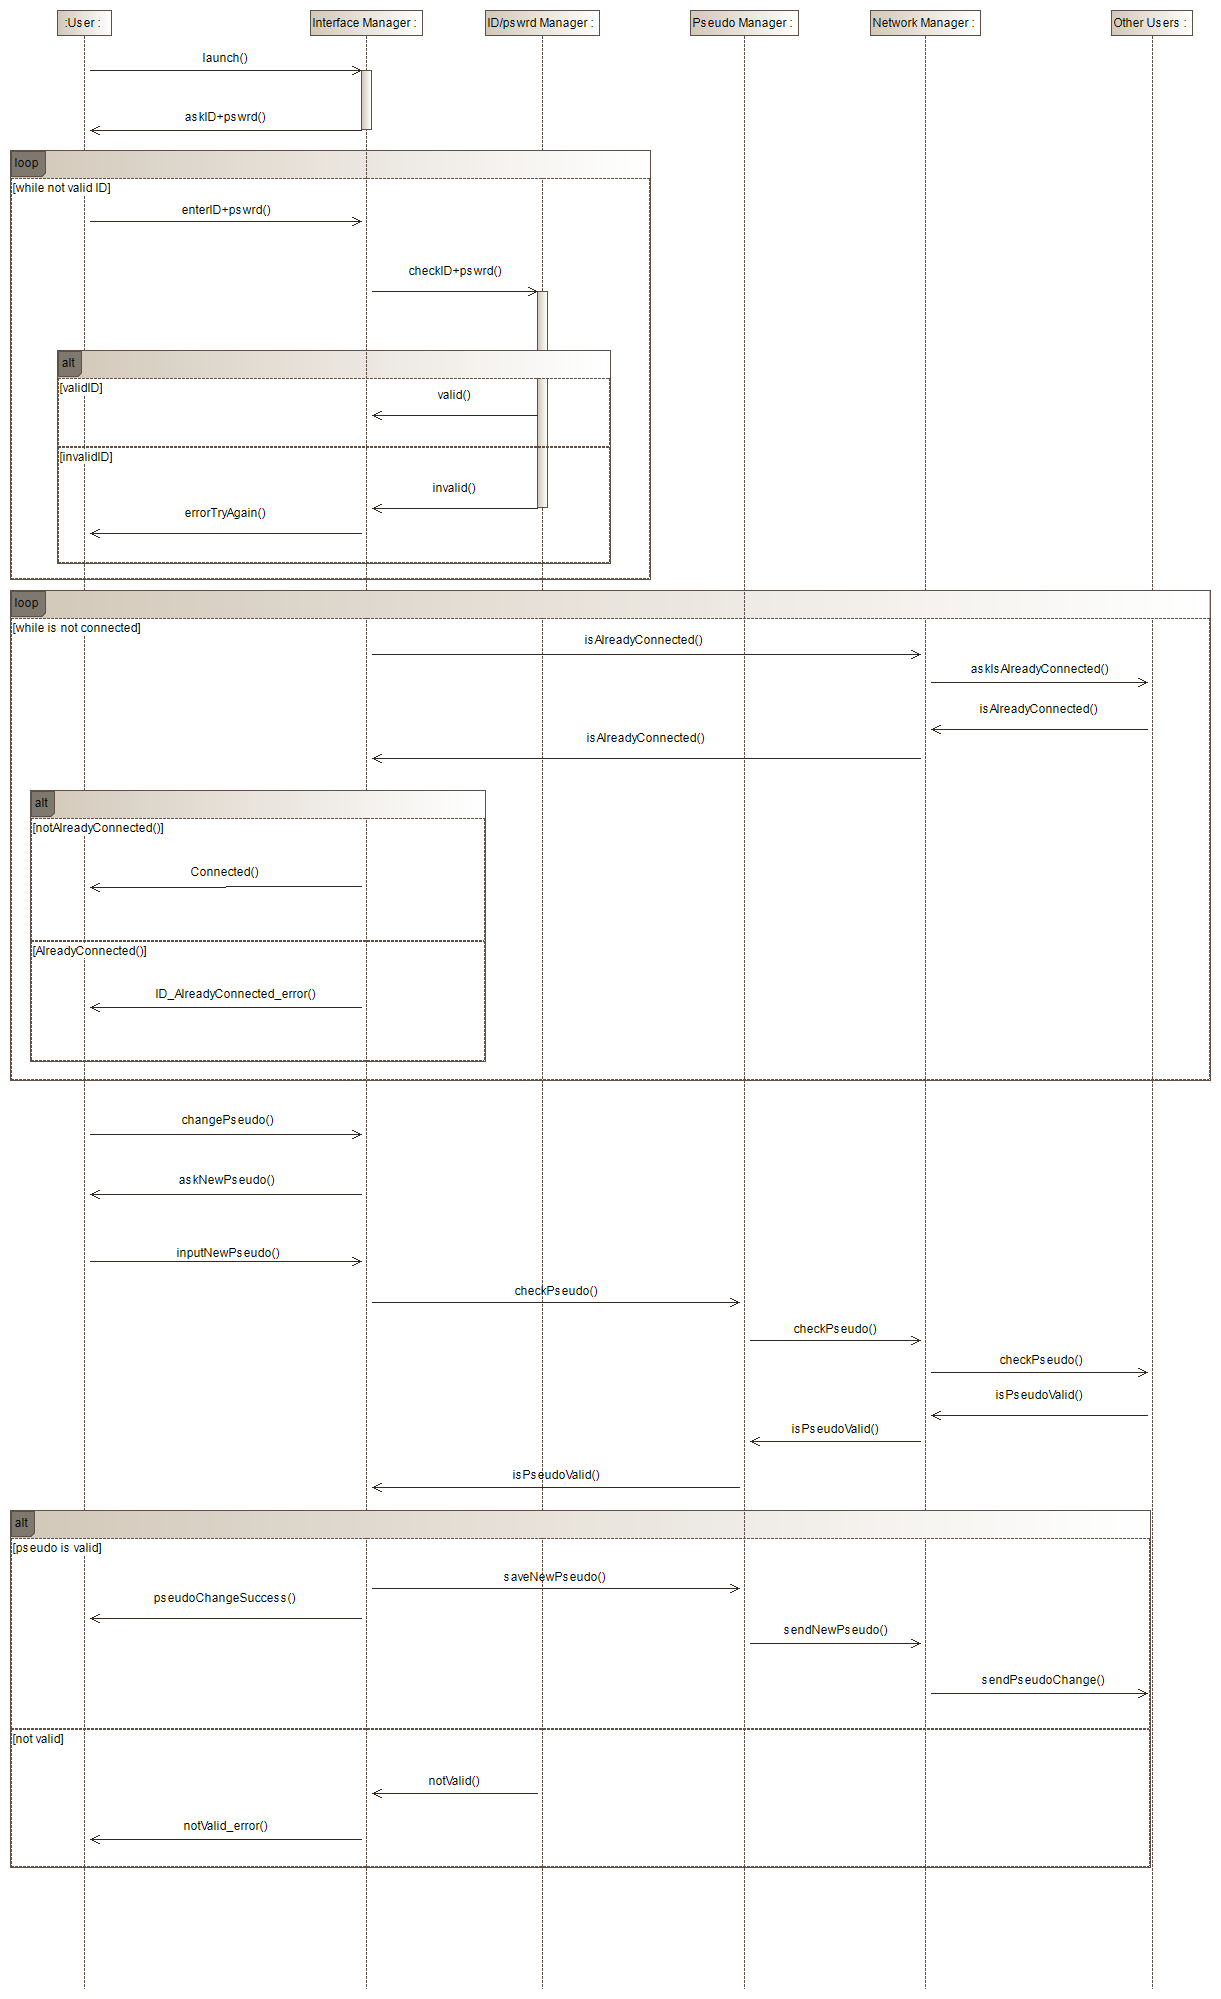 :User :
Interface Manager :
ID/pswrd Manager :
Pseudo Manager :
Network Manager :
Other Users :
launch()
askID+pswrd()
loop
[while not valid ID]
enterID+pswrd()
checkID+pswrd()
alt
[validID]
valid()
[invalidID]
invalid()
errorTryAgain()
loop
[while is not connected]
isAlreadyConnected()
askIsAlreadyConnected()
isAlreadyConnected()
isAlreadyConnected()
alt
[notAlreadyConnected()]
Connected()
[AlreadyConnected()]
ID_AlreadyConnected_error()
changePseudo()
askNewPseudo()
inputNewPseudo()
checkPseudo()
checkPseudo()
checkPseudo()
isPseudoValid()
isPseudoValid()
isPseudoValid()
alt
[pseudo is valid]
saveNewPseudo()
pseudoChangeSuccess()
sendNewPseudo()
sendPseudoChange()
[not valid]
notValid()
notValid_error()